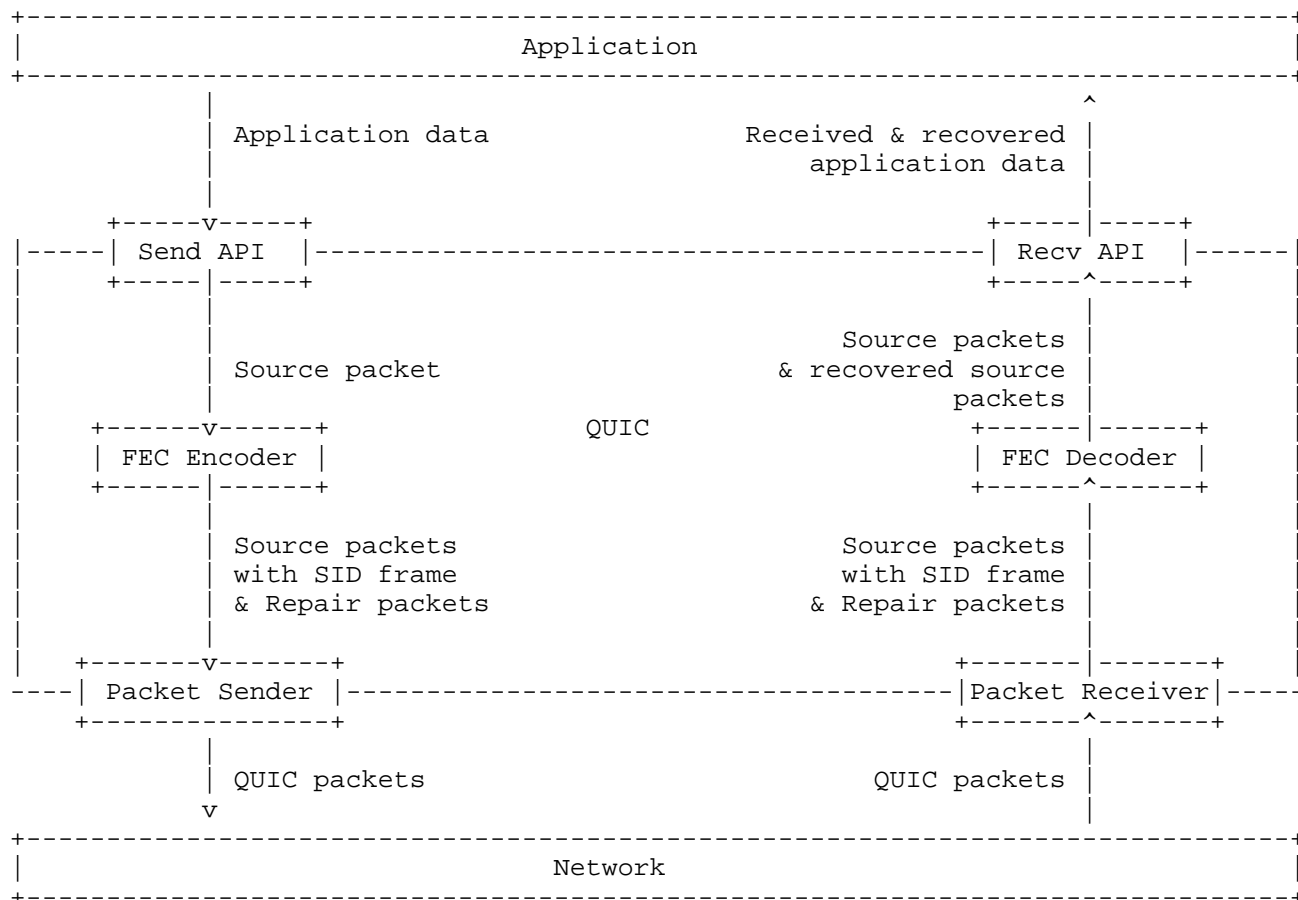 Application
Application data
Received & recovered
application data
Send API
Recv API
Source packet
Source packets
& recovered source
packets
QUIC
FEC Encoder
FEC Decoder
Source packets
with SID frame
& Repair packets
Source packets
with SID frame
& Repair packets
Packet Sender
Packet Receiver
QUIC packets
QUIC packets
Network